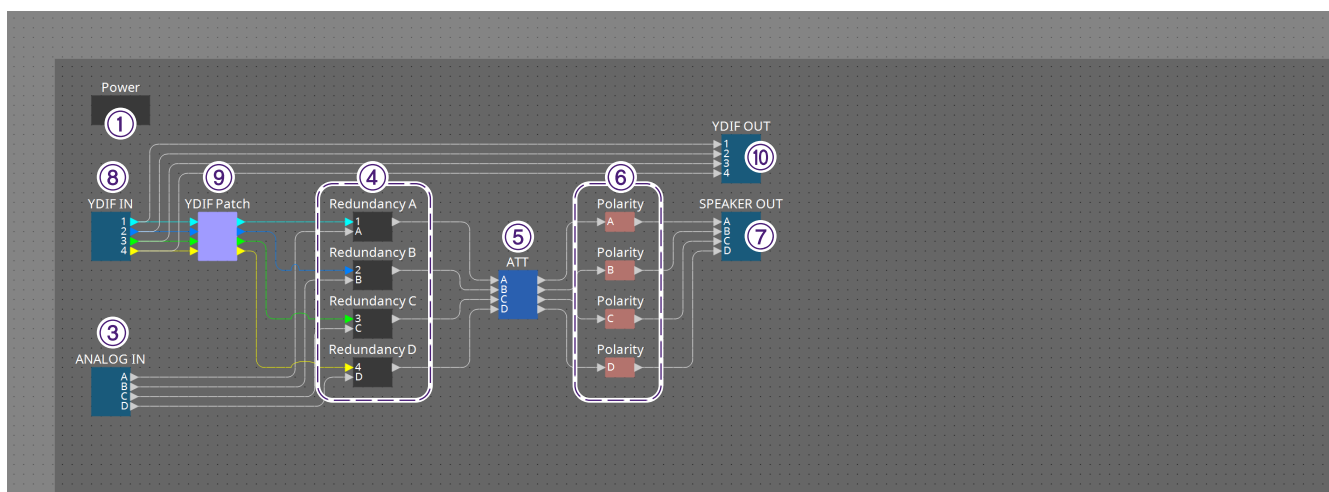 Power
①
YDIF OUT
1
2
3
4
⑩
⑧
⑨
④
⑥
YDIF IN
1
2
3
4
YDIF Patch
Redundancy A
1
A
Redundancy B
2
B
Redundancy C
3
C
Redundancy D
4
D
⑤
ATT
A
B
C
D
Polarity
A
Polarity
B
Polarity
C
Polarity
D
SPEAKER OUT
A
B
C
D
⑦
③
ANALOG IN
A
B
C
D